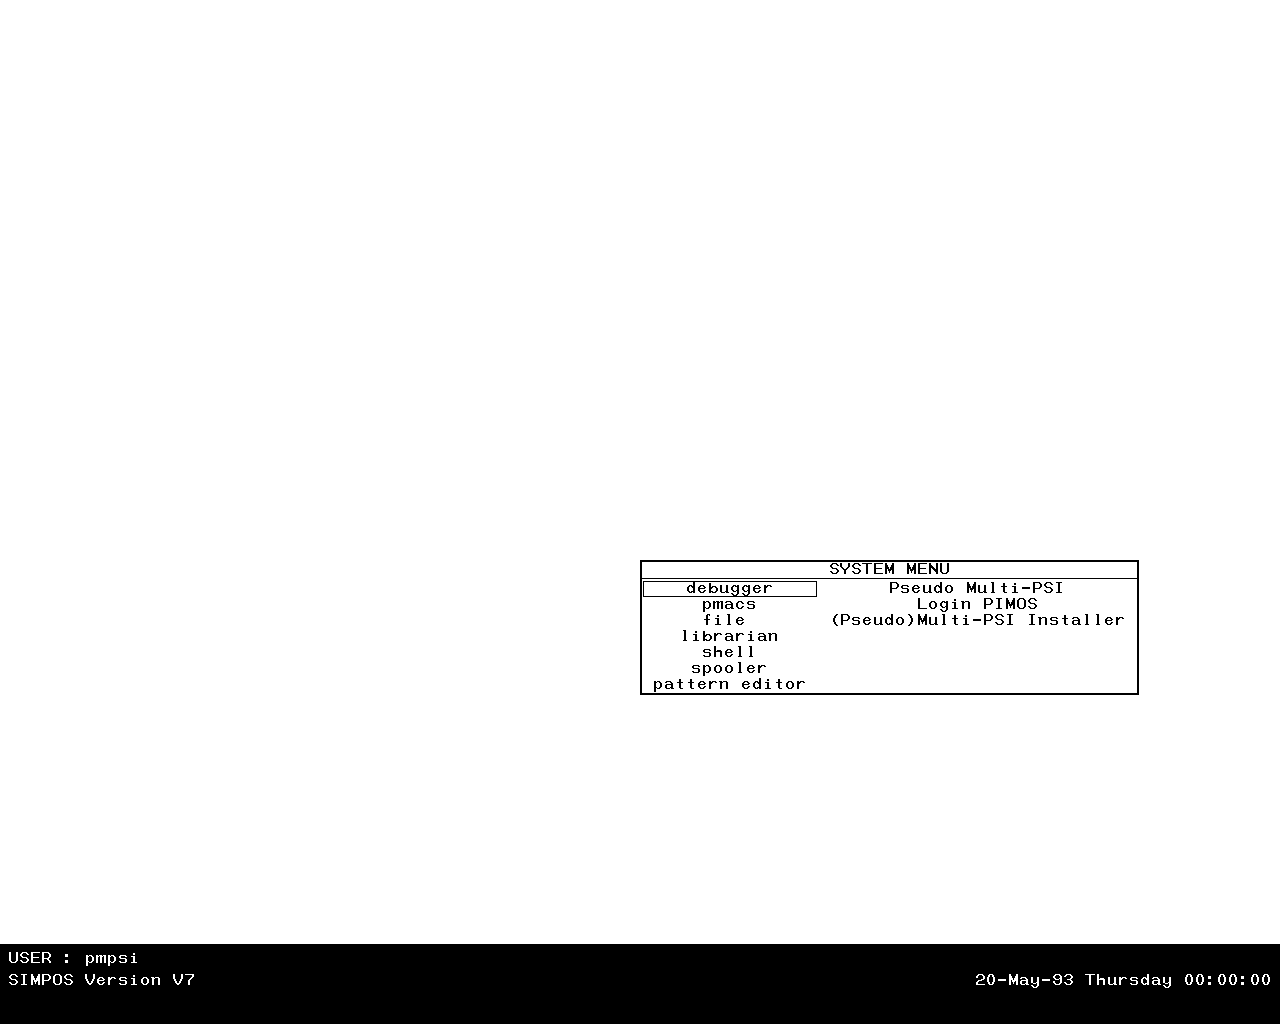 SYSTEM MENU
debugger Pseudo Multi-PSI
pmacs Login PIMOS
file (Pseudo)Multi-PSI Installer
librarian
shell
spooler
pattern editor
USER : pmpsi
SIMPOS Version V7 20-May-93 Thursday 00:00:00